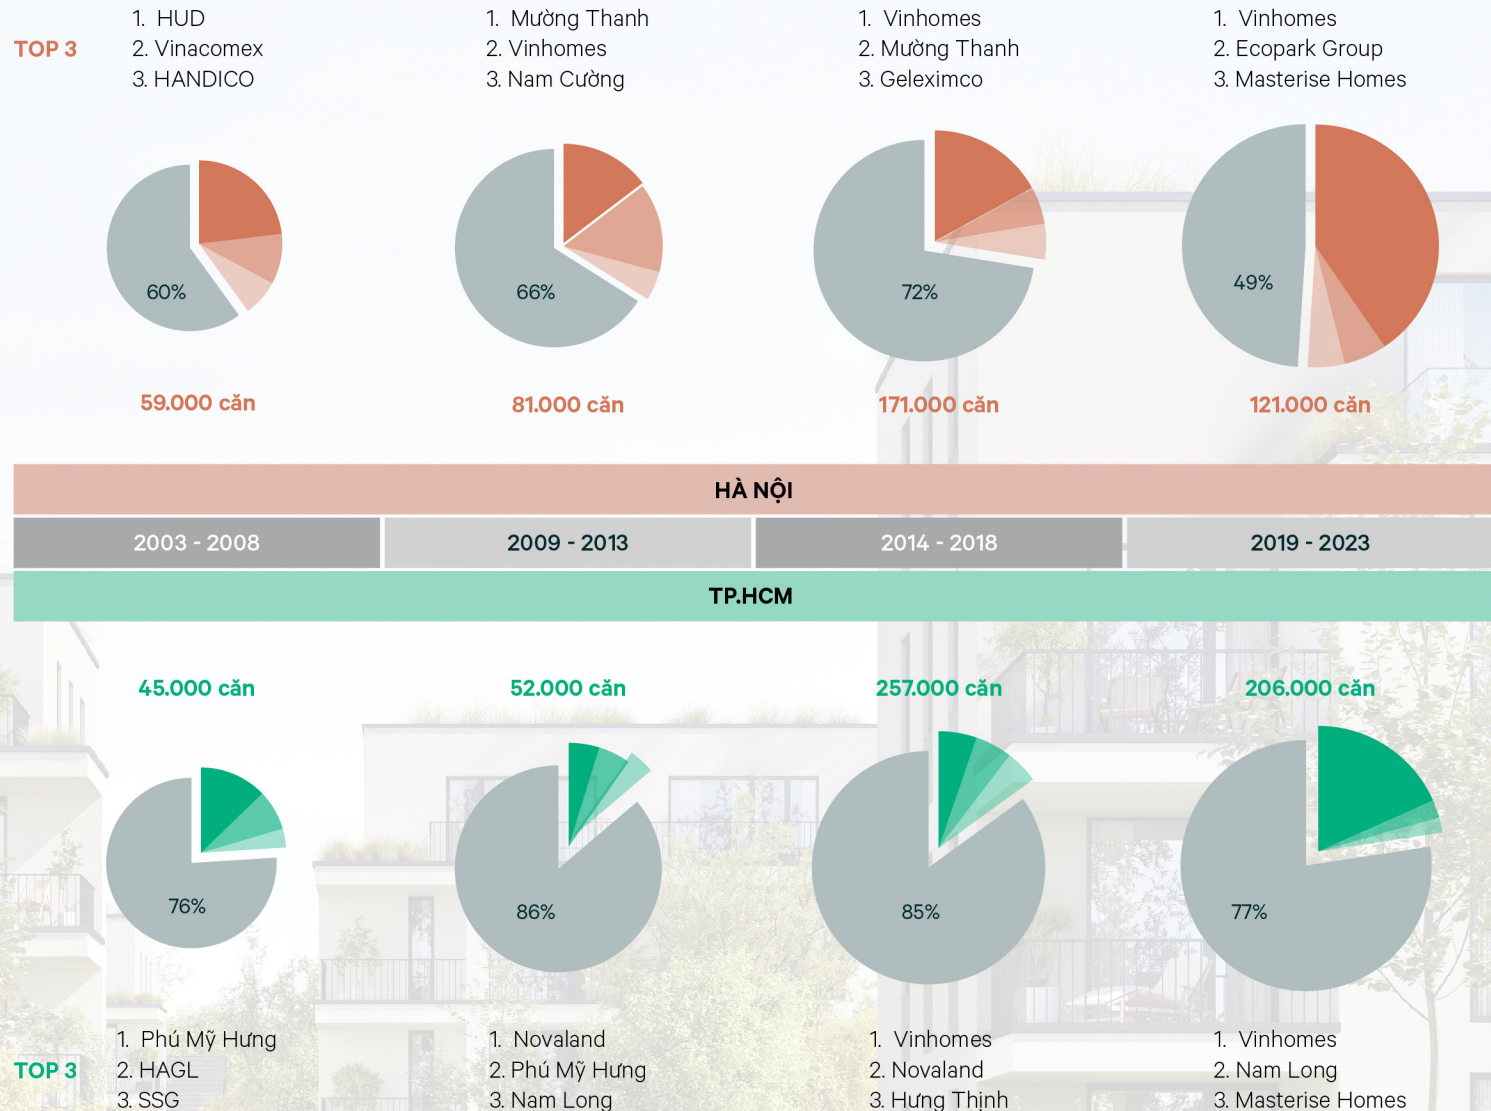 TOP 3
1. HUD
2. Vinacomex
3. HANDICO
1. Mường Thanh
2. Vinhomes
3. Nam Cường
1. Vinhomes
2. Mường Thanh
3. Geleximco
1. Vinhomes
2. Ecopark Group
3. Masterise Homes
60%
66%
72%
49%
59.000 căn
81.000 căn
171.000 căn
121.000 căn
HÀ NỘI
2003 - 2008
2009 - 2013
2014 - 2018
2019 - 2023
TP.HCM
45.000 căn
52.000 căn
257.000 căn
206.000 căn
76%
86%
85%
77%
TOP 3
1. Phú Mỹ Hưng
2. HAGL
3. SSG
1. Novaland
2. Phú Mỹ Hưng
3. Nam Long
1. Vinhomes
2. Novaland
3. Hưng Thịnh
1. Vinhomes
2. Nam Long
3. Masterise Homes